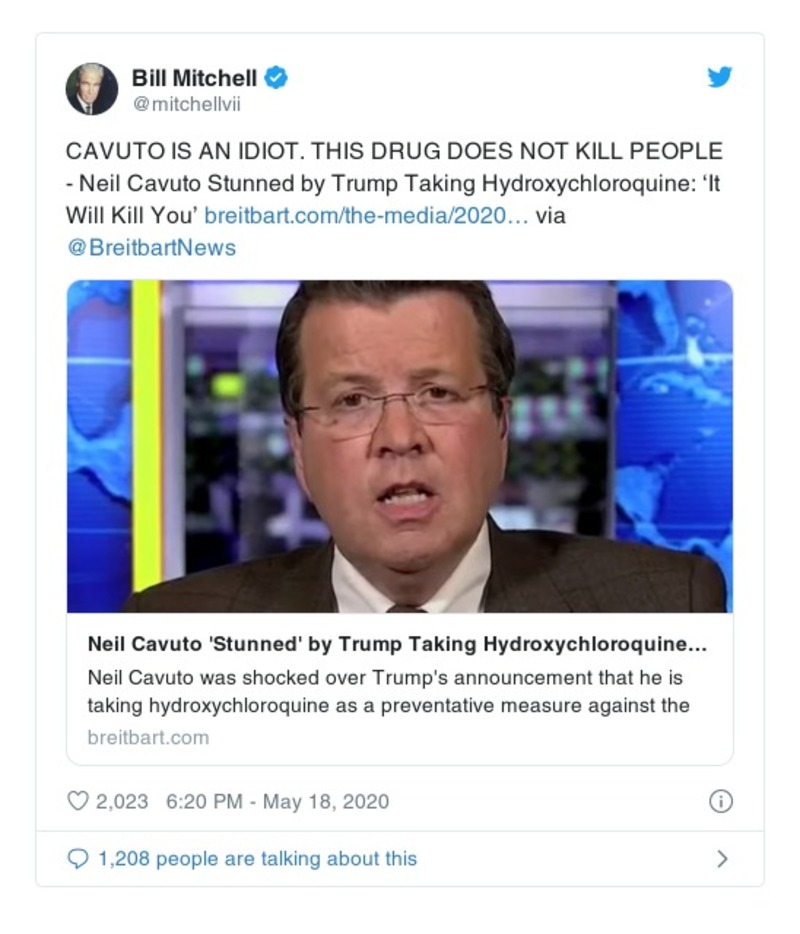 Bill Mitchell
@mitchellvii
CAVUTO IS AN IDIOT. THIS DRUG DOES NOT KILL PEOPLE
- Neil Cavuto Stunned by Trump Taking Hydroxychloroquine: ‘It
Will Kill You’ breitbart.com/the-media/2020… via
@BreitbartNews
Neil Cavuto 'Stunned' by Trump Taking Hydroxychloroquine...
Neil Cavuto was shocked over Trump's announcement that he is
taking hydroxychloroquine as a preventative measure against the
breitbart.com
2,023 6:20 PM - May 18, 2020
1,208 people are talking about this